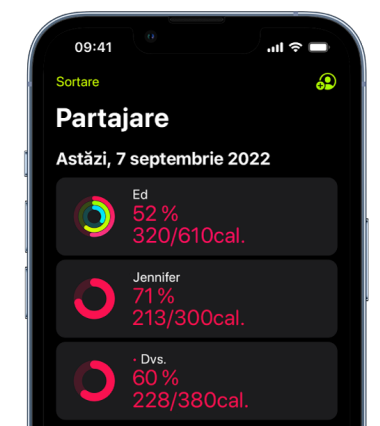 09:41
Sortare
Partajare
Astăzi, 7 septembrie 2022
Ed
52 %
320/610cal.
Jennifer
71 %
213/300cal.
· Dvs.
60 %
228/380cal.